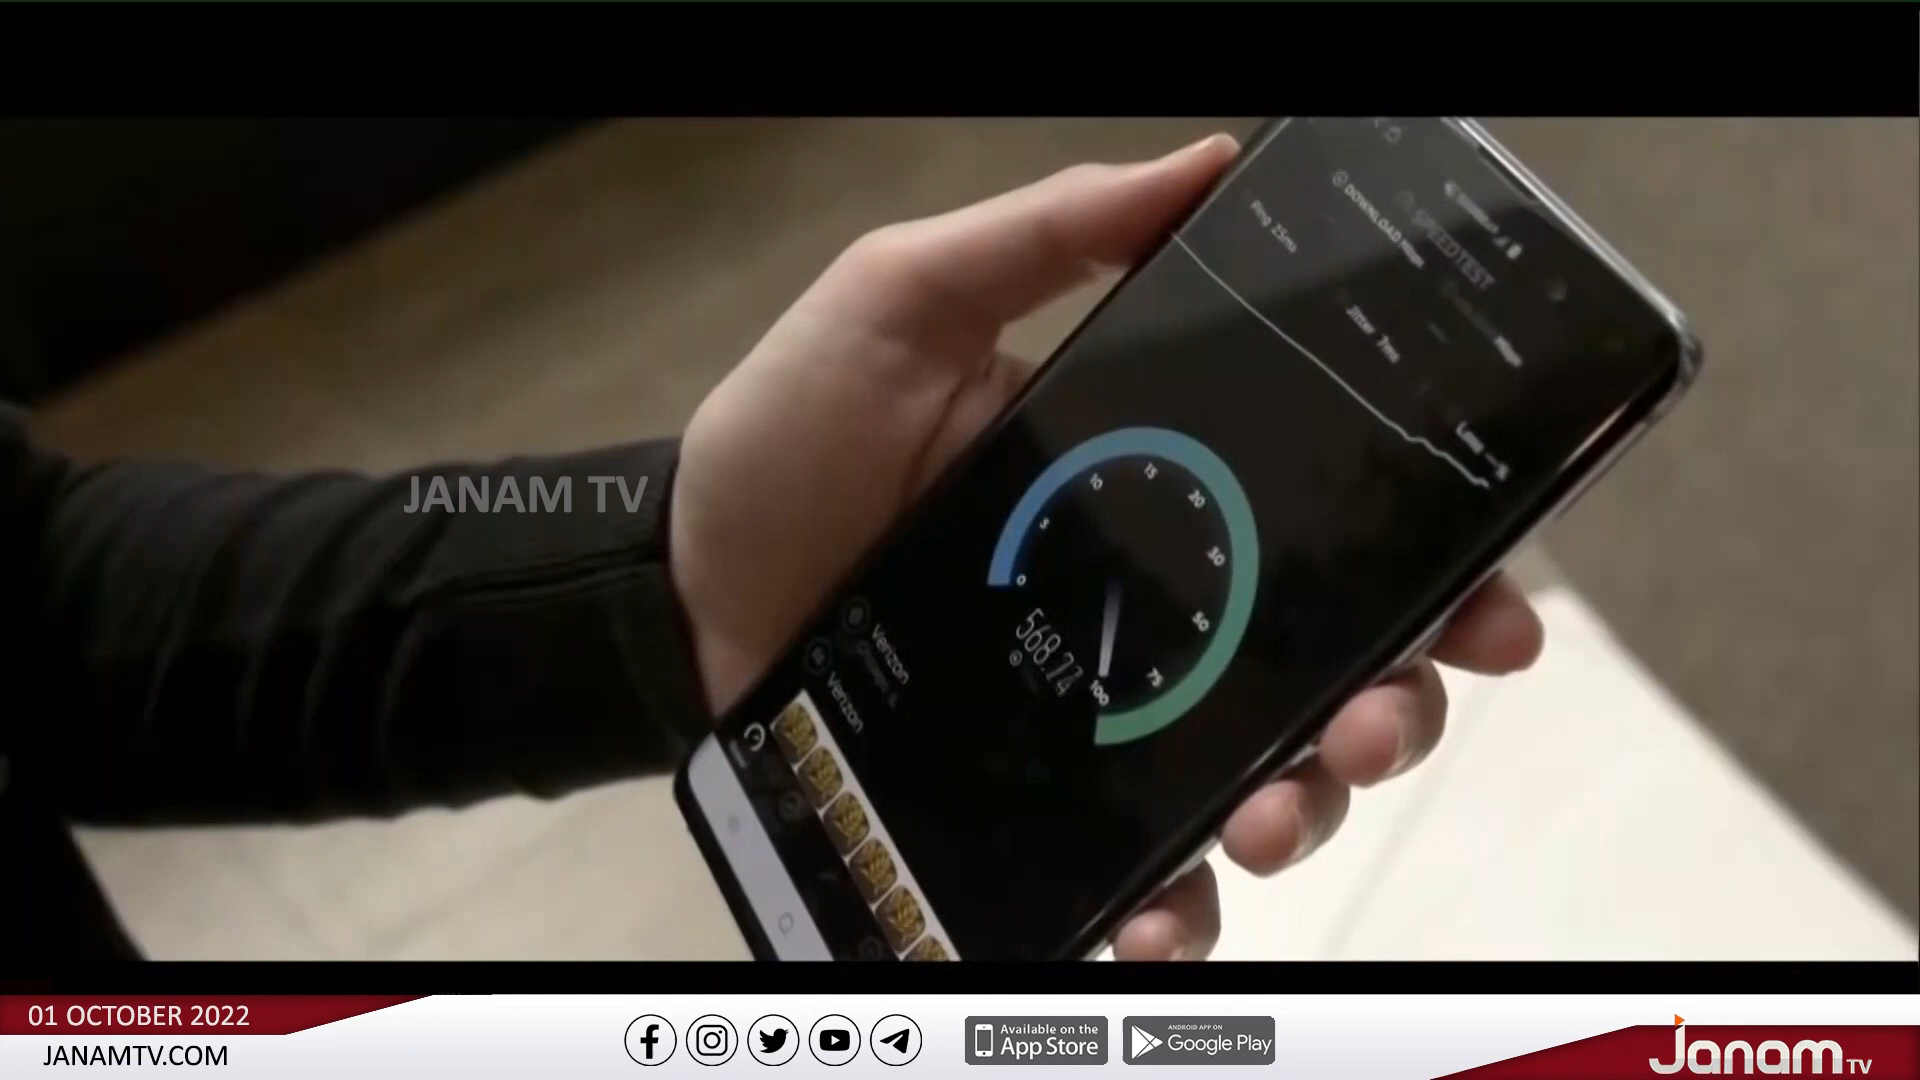 SPEEDTEST
DOWNLOAD Mbps
Mbps
Ping 25ms
Jitter 7ms
Loss --%
0
5
10
15
20
30
50
75
100
568.74
Verizon
Verizon
JANAM TV
01 OCTOBER 2022
JANAMTV.COM
Available on the
App Store
ANDROID APP ON
Google Play
Janam TV